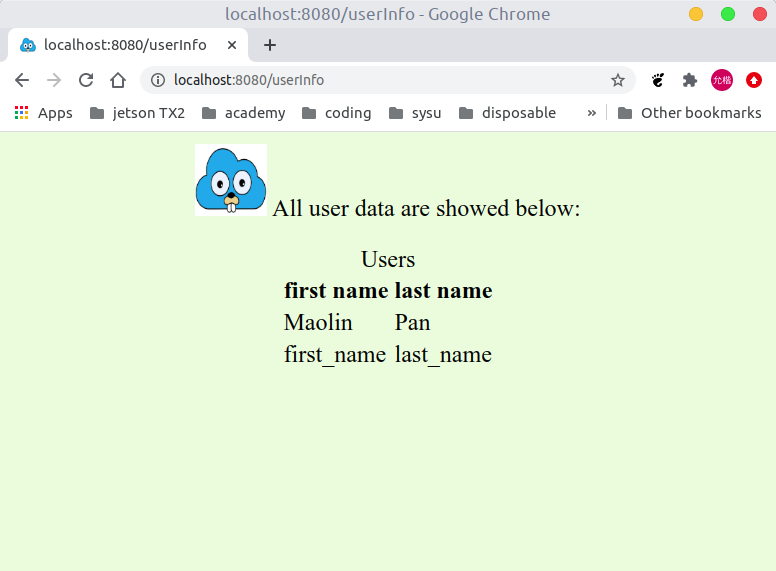 localhost:8080/userInfo - Google Chrome
localhost:8080/userInfo
localhost:8080/userInfo
允楷
Apps jetson TX2 academy coding sysu disposable » Other bookmarks
All user data are showed below:
Users
first name last name
Maolin Pan
first_name last_name